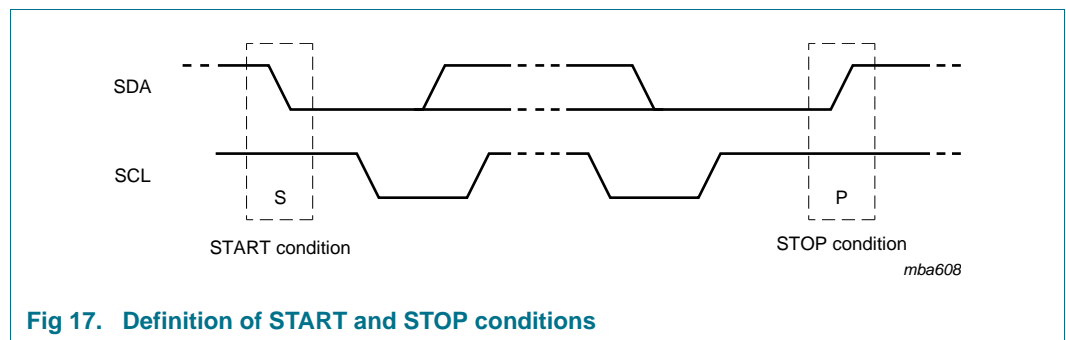 SDA
SCL
S
P
START condition
STOP condition
mba608
Fig 17. Definition of START and STOP conditions